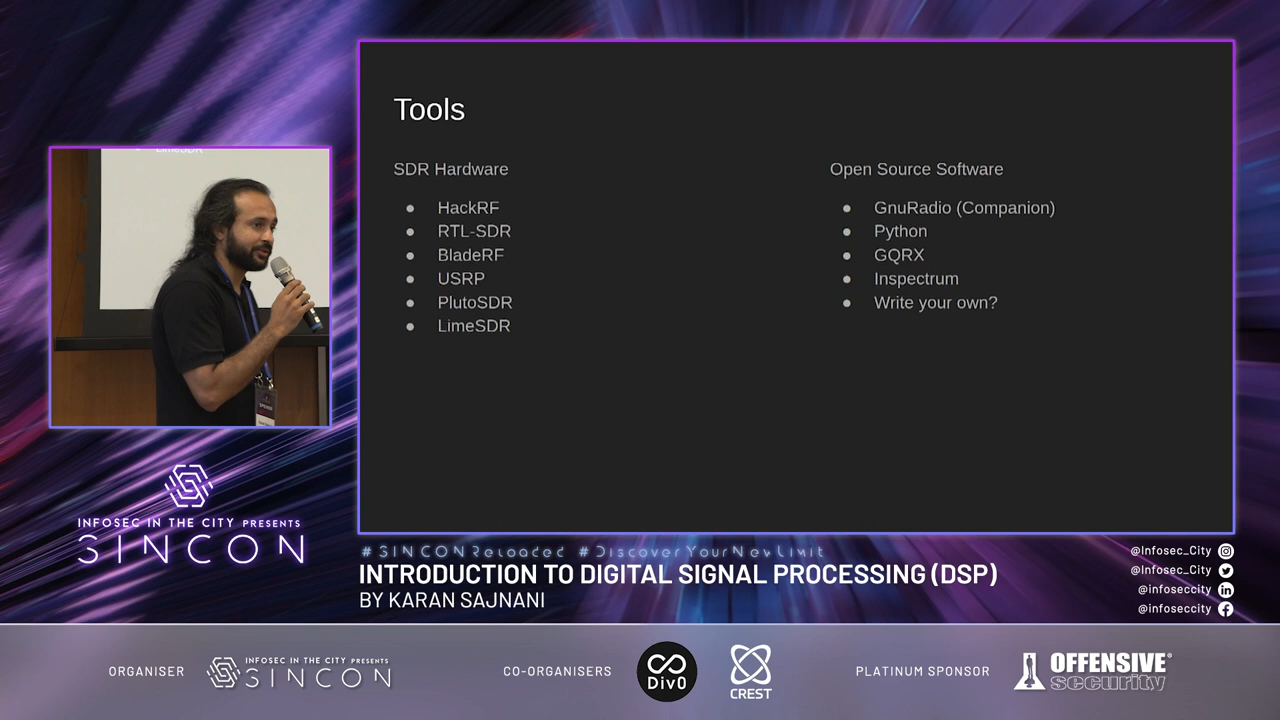 Tools
SDR Hardware
HackRF
RTL-SDR
BladeRF
USRP
PlutoSDR
LimeSDR
Open Source Software
GnuRadio (Companion)
Python
GQRX
Inspectrum
Write your own?
LimeSDR
INFOSEC IN THE CITY PRESENTS
SINCON
#SINCONReloaded #DiscoverYourNewLimit
INTRODUCTION TO DIGITAL SIGNAL PROCESSING (DSP)
BY KARAN SAJNANI
@Infosec_City
@Infosec_City
@infoseccity
@infoseccity
ORGANISER
INFOSEC IN THE CITY PRESENTS
SINCON
CO-ORGANISERS
Div0
CREST
PLATINUM SPONSOR
OFFENSIVE
security